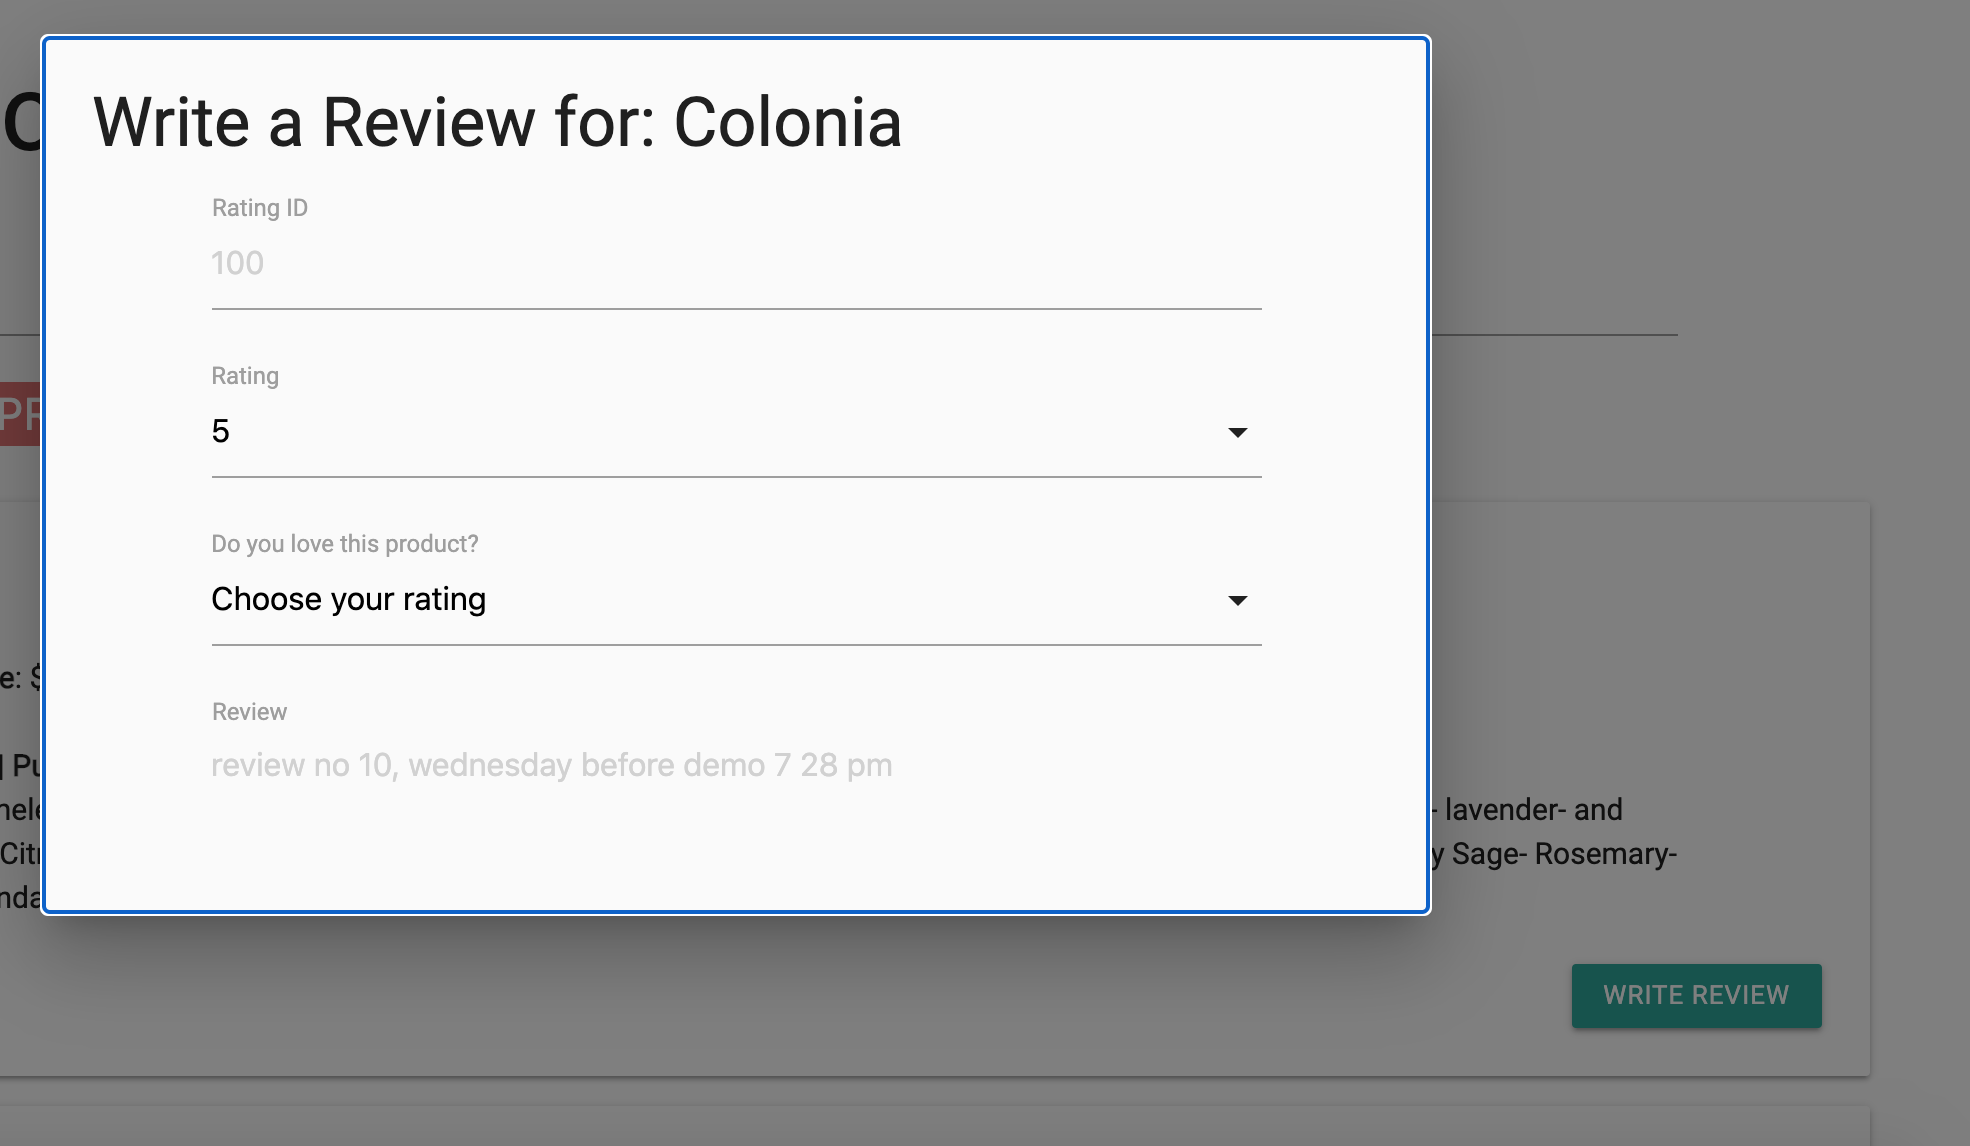 Write a Review for: Colonia
Rating ID
100
Rating
5
Do you love this product?
Choose your rating
Review
review no 10, wednesday before demo 7 28 pm
e: $
- lavender- and
y Sage- Rosemary-
WRITE REVIEW